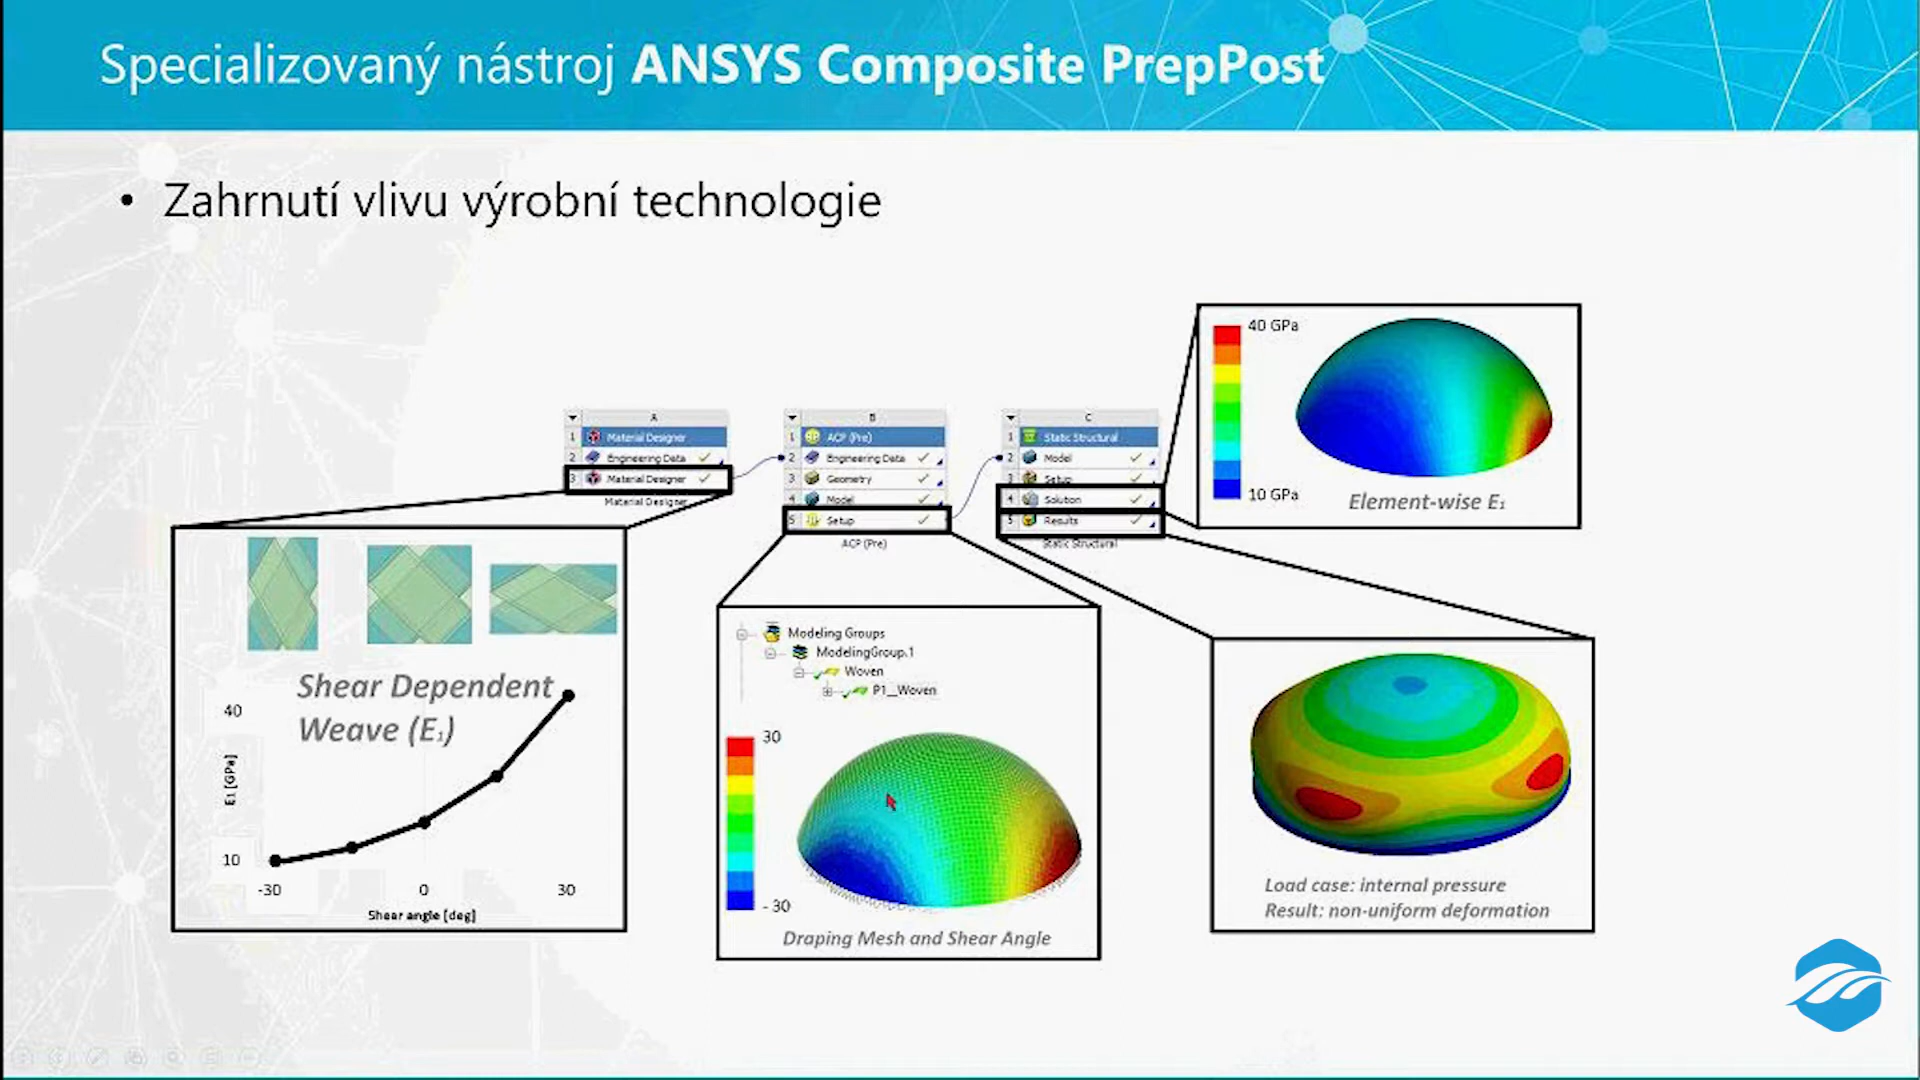 Specializovaný nástroj ANSYS Composite PrepPost
• Zahrnutí vlivu výrobní technologie
A
1 Material Designer
2 Engineering Data
3 Material Designer
Material Designer
B
1 ACP (Pre)
2 Engineering Data
3 Geometry
4 Model
5 Setup
ACP (Pre)
C
1 Static Structural
2 Model
3 Setup
4 Solution
5 Results
Static Structural
40 GPa
10 GPa
Element-wise E₁
Shear Dependent
Weave (E₁)
40
E₁ [GPa]
10
-30
0
30
Shear angle [deg]
Modeling Groups
ModelingGroup.1
Woven
P1__Woven
30
- 30
Draping Mesh and Shear Angle
Load case: internal pressure
Result: non-uniform deformation